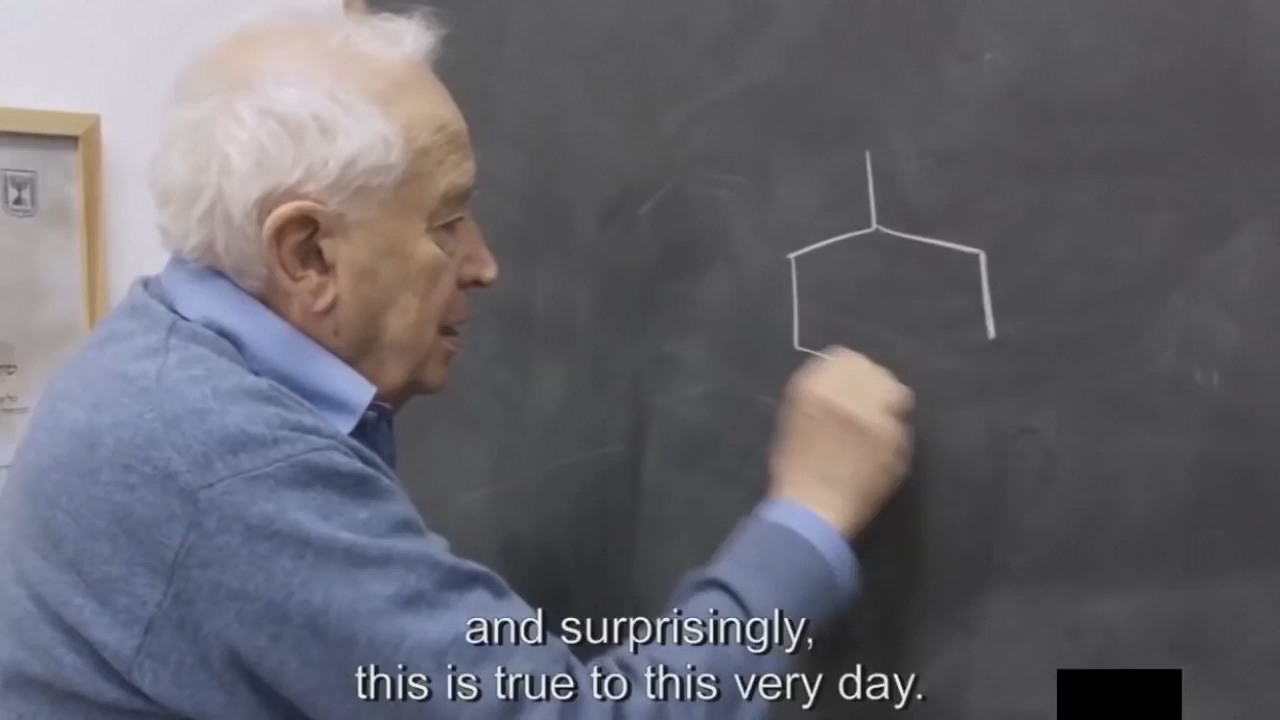 and surprisingly,
this is true to this very day.